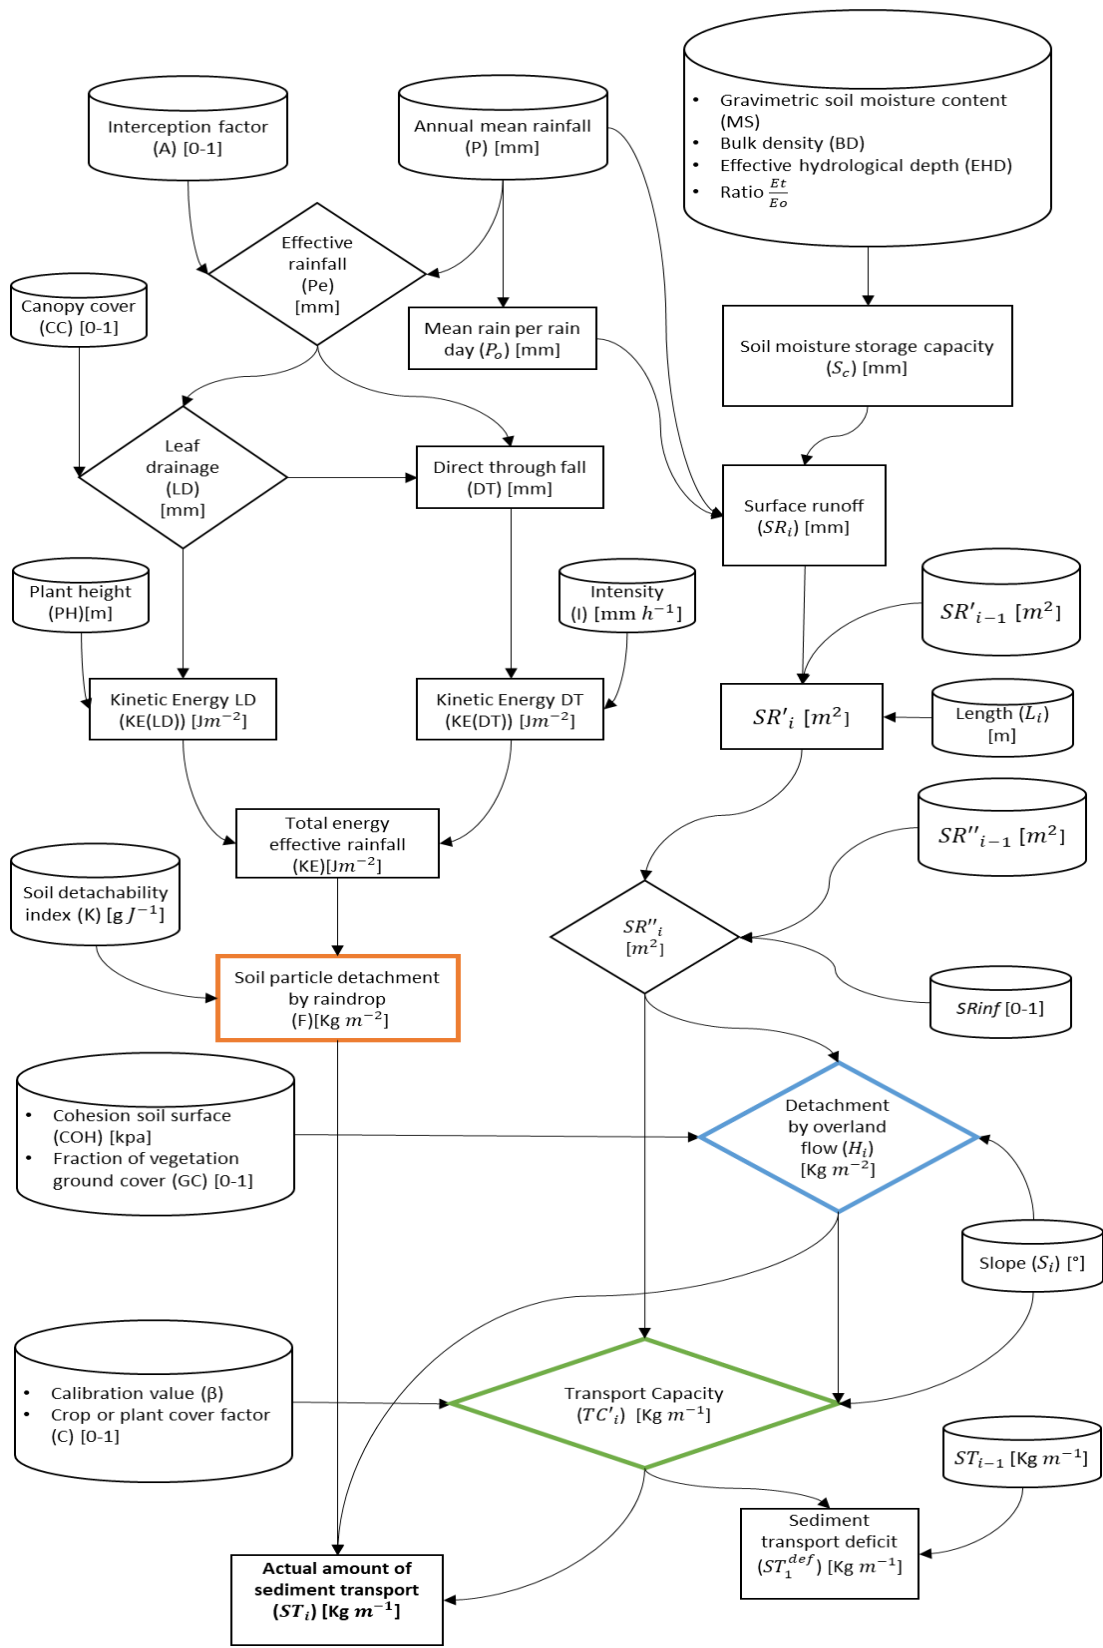 Interception factor
(A) [0-1]
Annual mean rainfall
(P) [mm]
• Gravimetric soil moisture content
(MS)
• Bulk density (BD)
• Effective hydrological depth (EHD)
• Ratio Et/Eo
Effective
rainfall
(Pe)
[mm]
Canopy cover
(CC) [0-1]
Mean rain per rain
day (Pₒ) [mm]
Soil moisture storage capacity
(S_c) [mm]
Leaf
drainage
(LD)
[mm]
Direct through fall
(DT) [mm]
Surface runoff
(SRᵢ) [mm]
Plant height
(PH)[m]
Intensity
(I) [mm h⁻¹]
SR′ᵢ₋₁ [m²]
Kinetic Energy LD
(KE(LD)) [Jm⁻²]
Kinetic Energy DT
(KE(DT)) [Jm⁻²]
SR′ᵢ [m²]
Length (Lᵢ)
[m]
Total energy
effective rainfall
(KE)[Jm⁻²]
SR′′ᵢ₋₁ [m²]
Soil detachability
index (K) [g J⁻¹]
SR′′ᵢ
[m²]
Soil particle detachment
by raindrop
(F)[Kg m⁻²]
SRinf [0-1]
• Cohesion soil surface
(COH) [kpa]
• Fraction of vegetation
ground cover (GC) [0-1]
Detachment
by overland
flow (Hᵢ)
[Kg m⁻²]
Slope (Sᵢ) [°]
• Calibration value (β)
• Crop or plant cover factor
(C) [0-1]
Transport Capacity
(TC′ᵢ) [Kg m⁻¹]
STᵢ₋₁ [Kg m⁻¹]
Sediment
transport deficit
(ST₁ᵈᵉᶠ) [Kg m⁻¹]
Actual amount of
sediment transport
(STᵢ) [Kg m⁻¹]